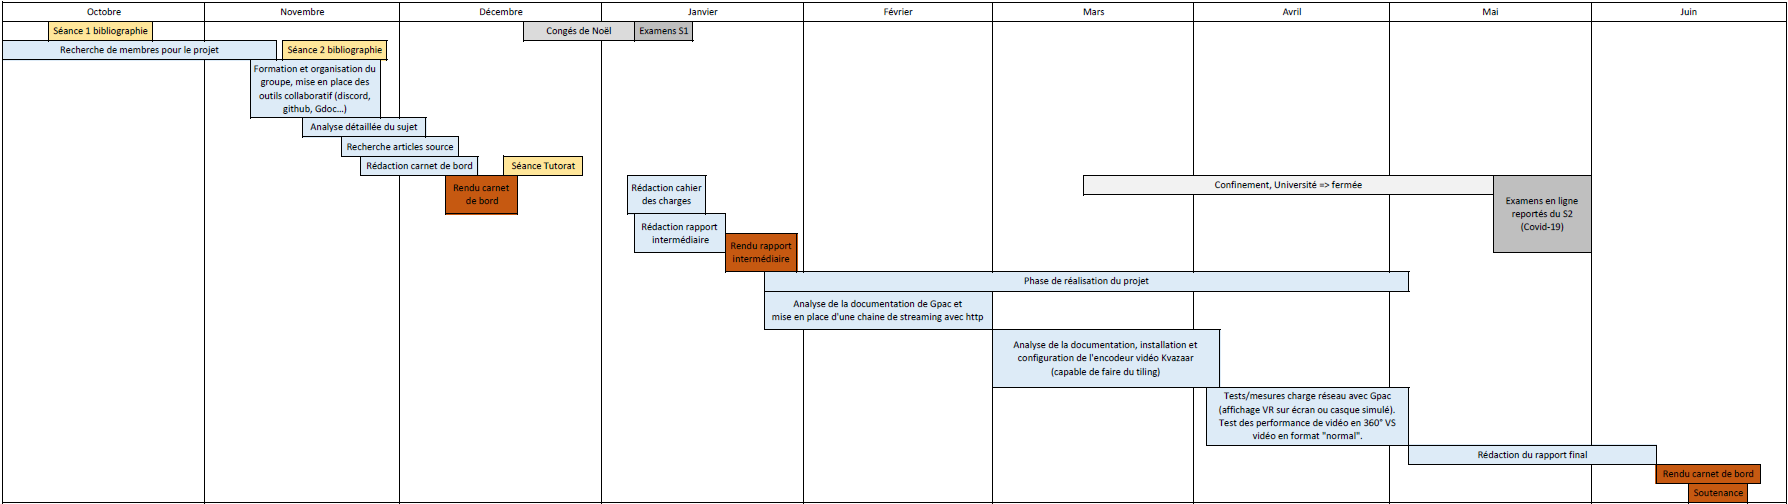 Octobre
Novembre
Décembre
Janvier
Février
Mars
Avril
Mai
Juin
Séance 1 bibliographie
Congés de Noël
Examens S1
Recherche de membres pour le projet
Séance 2 bibliographie
Formation et organisation du
groupe, mise en place des
outils collaboratif (discord,
github, Gdoc...)
Analyse détaillée du sujet
Recherche articles source
Rédaction carnet de bord
Séance Tutorat
Rendu carnet
de bord
Rédaction cahier
des charges
Confinement, Université => fermée
Examens en ligne
reportés du S2
(Covid-19)
Rédaction rapport
intermédiaire
Rendu rapport
intermédiaire
Phase de réalisation du projet
Analyse de la documentation de Gpac et
mise en place d'une chaine de streaming avec http
Analyse de la documentation, installation et
configuration de l'encodeur vidéo Kvazaar
(capable de faire du tiling)
Tests/mesures charge réseau avec Gpac
(affichage VR sur écran ou casque simulé).
Test des performance de vidéo en 360° VS
vidéo en format "normal".
Rédaction du rapport final
Rendu carnet de bord
Soutenance